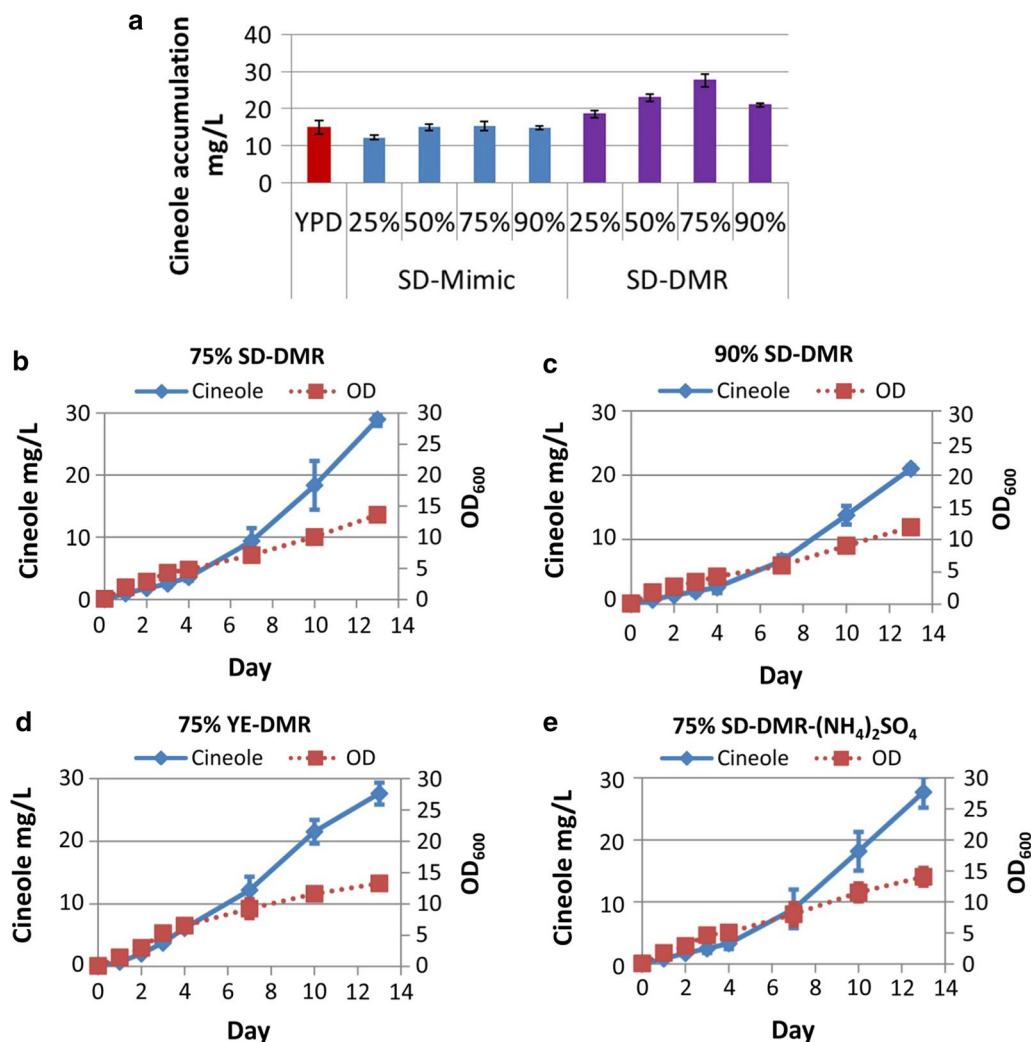 a
Cineole accumulation
mg/L
40
30
20
10
0
YPD 25% 50% 75% 90% 25% 50% 75% 90%
SD-Mimic SD-DMR
b
75% SD-DMR
Cineole OD
Cineole mg/L
30
20
10
0
30
25
20
15
10
5
0
OD₆₀₀
0 2 4 6 8 10 12 14
Day
c
90% SD-DMR
Cineole OD
Cineole mg/L
30
20
10
0
30
25
20
15
10
5
0
OD₆₀₀
0 2 4 6 8 10 12 14
Day
d
75% YE-DMR
Cineole OD
Cineole mg/L
30
20
10
0
30
25
20
15
10
5
0
OD₆₀₀
0 2 4 6 8 10 12 14
Day
e
75% SD-DMR-(NH₄)₂SO₄
Cineole OD
Cineole mg/L
30
20
10
0
30
25
20
15
10
5
0
OD₆₀₀
0 2 4 6 8 10 12 14
Day